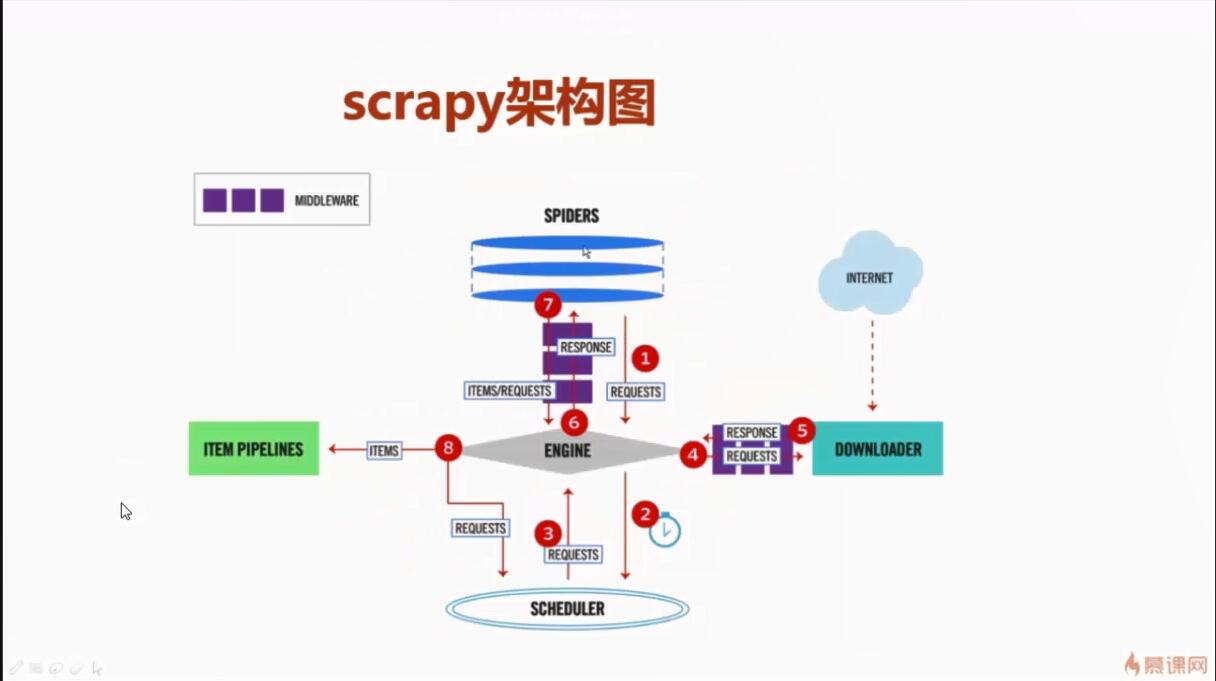 scrapy架构图
MIDDLEWARE
SPIDERS
INTERNET
7
RESPONSE
1
ITEMS/REQUESTS
REQUESTS
6
ITEM PIPELINES
ITEMS
8
ENGINE
4
RESPONSE
5
REQUESTS
DOWNLOADER
REQUESTS
3
REQUESTS
2
SCHEDULER
慕课网